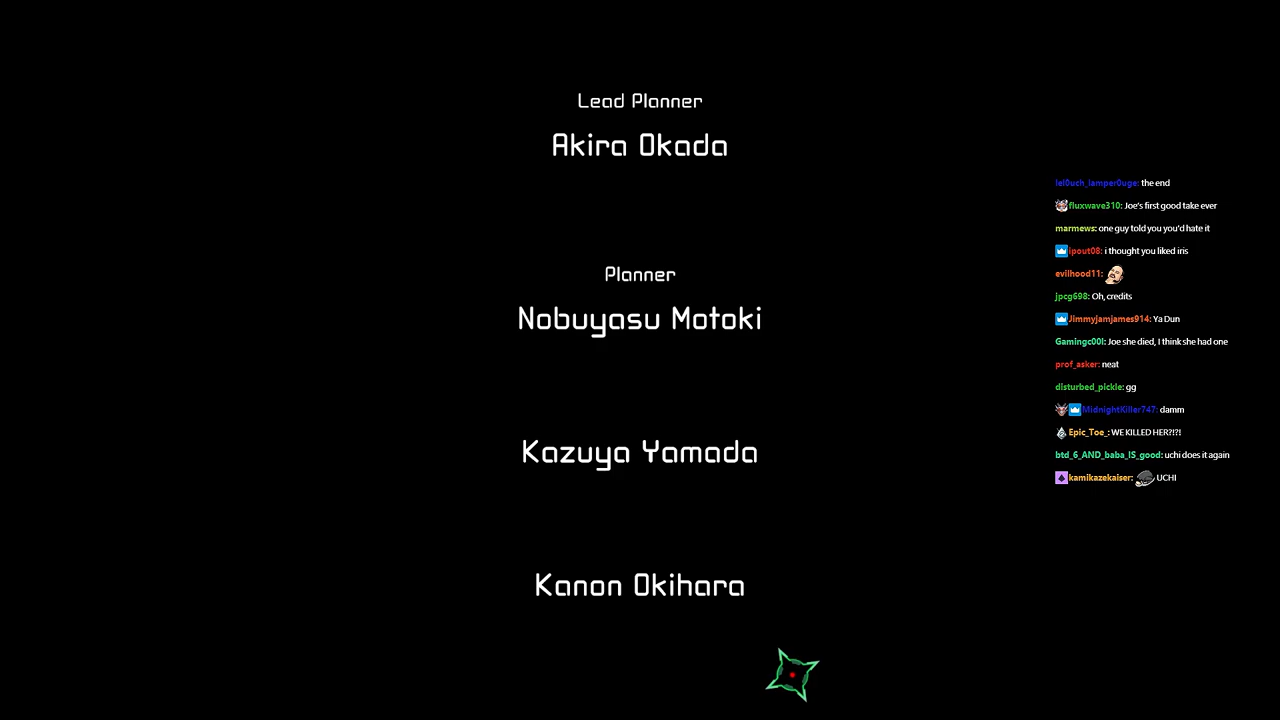 Lead Planner
Akira Okada
Planner
Nobuyasu Motoki
Kazuya Yamada
Kanon Okihara
lel0uch_lamper0uge: the end
fluxwave310: Joe's first good take ever
marmews: one guy told you you'd hate it
ipout08: i thought you liked iris
evilhood11:
jpcg698: Oh, credits
Jimmyjamjames914: Ya Dun
Gamingc00l: Joe she died, I think she had one
prof_asker: neat
disturbed_pickle: gg
MidnightKiller747: damm
Epic_Toe_: WE KILLED HER?!?!
btd_6_AND_baba_IS_good: uchi does it again
kamikazekaiser: UCHI